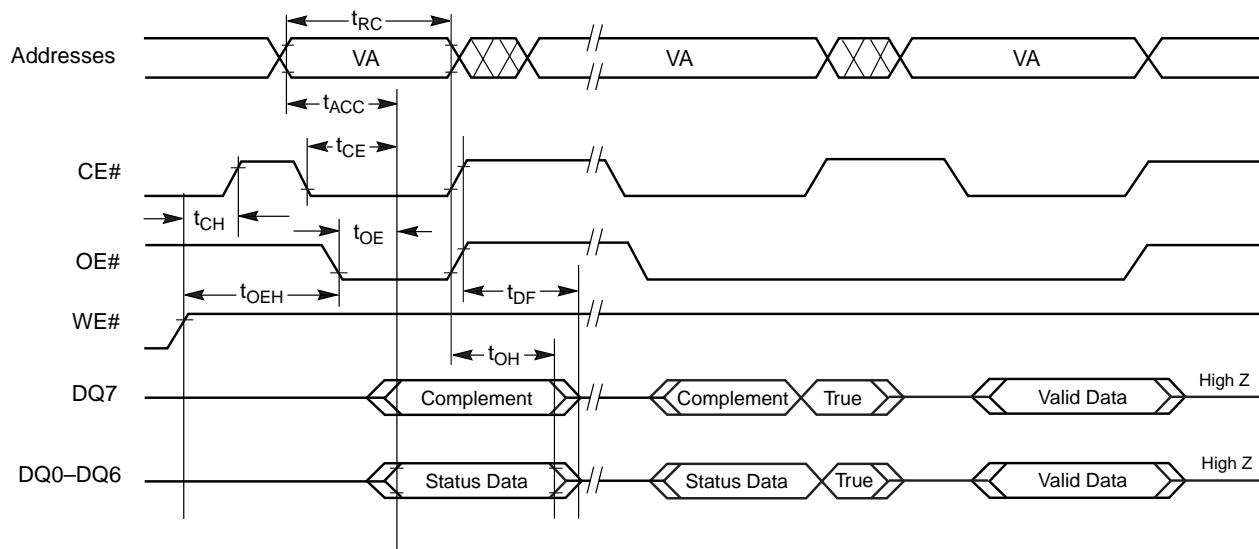 tRC
Addresses VA VA VA
tACC
tCE
CE#
tCH tOE
OE#
tOEH tDF
WE#
tOH
DQ7 Complement Complement True Valid Data High Z
DQ0–DQ6 Status Data Status Data True Valid Data High Z